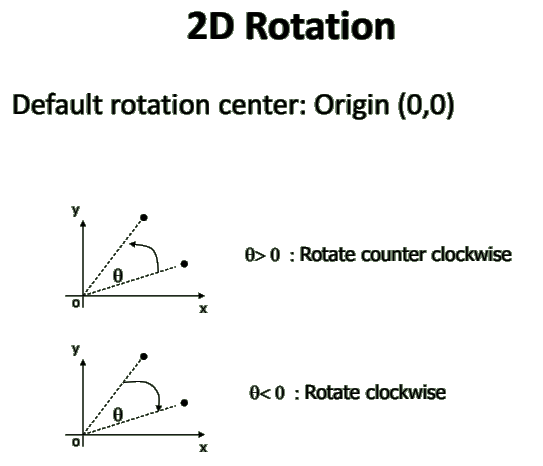 2D Rotation
Default rotation center: Origin (0,0)
y
θ
o
x
θ> 0 : Rotate counter clockwise
y
θ
o
x
θ< 0 : Rotate clockwise